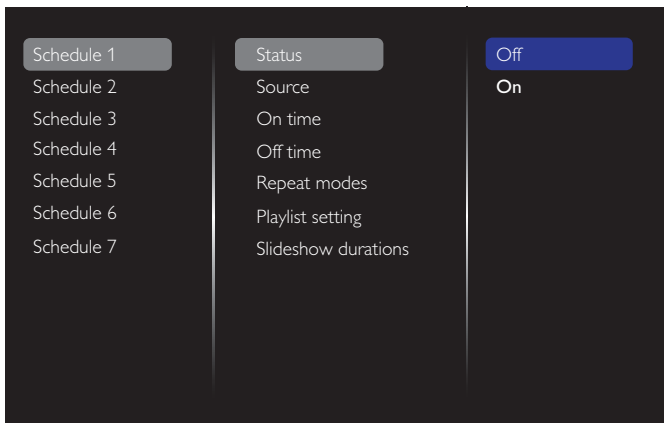 Schedule 1
Schedule 2
Schedule 3
Schedule 4
Schedule 5
Schedule 6
Schedule 7
Status
Source
On time
Off time
Repeat modes
Playlist setting
Slideshow durations
Off
On